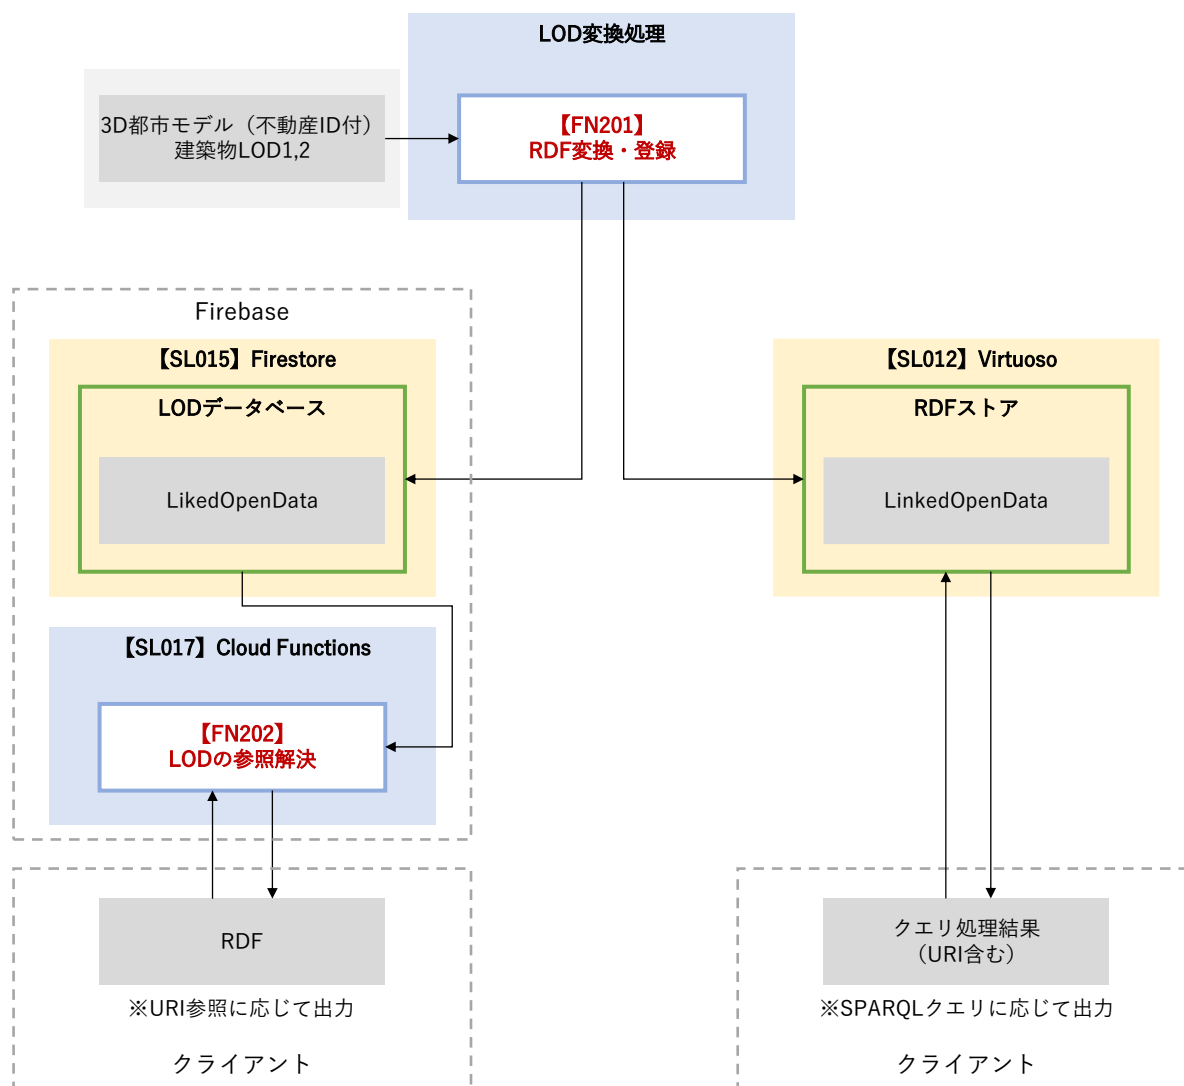 LOD変換処理
3D都市モデル（不動産ID付）
建築物LOD1,2
【FN201】
RDF変換・登録
Firebase
【SL015】Firestore
LODデータベース
LikedOpenData
【SL012】Virtuoso
RDFストア
LinkedOpenData
【SL017】Cloud Functions
【FN202】
LODの参照解決
RDF
※URI参照に応じて出力
クライアント
クエリ処理結果
（URI含む）
※SPARQLクエリに応じて出力
クライアント